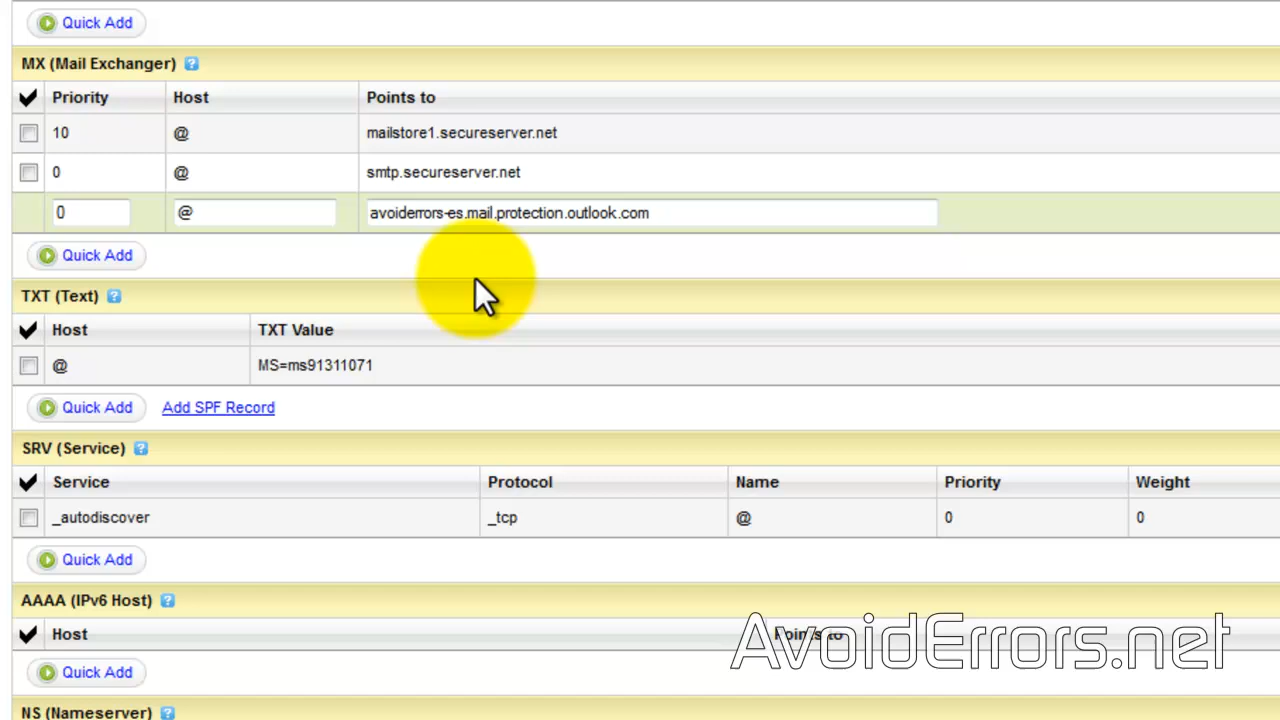 Quick Add
MX (Mail Exchanger) ?
Priority Host Points to
10 @ mailstore1.secureserver.net
0 @ smtp.secureserver.net
0 @ avoiderrors-es.mail.protection.outlook.com
Quick Add
TXT (Text) ?
Host TXT Value
@ MS=ms91311071
Quick Add Add SPF Record
SRV (Service) ?
Service Protocol Name Priority Weight
_autodiscover _tcp @ 0 0
Quick Add
AAAA (IPv6 Host) ?
Host Points to
AvoidErrors.net
Quick Add
NS (Nameserver) ?